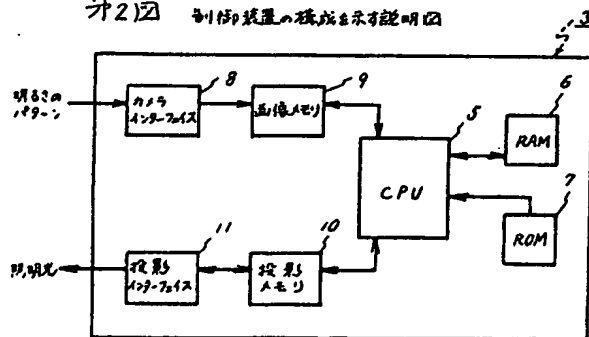 第2図 制御装置の構成を示す説明図
3
明るさの
パターン
カメラ
インターフェイス
8
画像メモリ
9
CPU
5
RAM
6
ROM
7
照明光
投影
インターフェイス
11
投影
メモリ
10